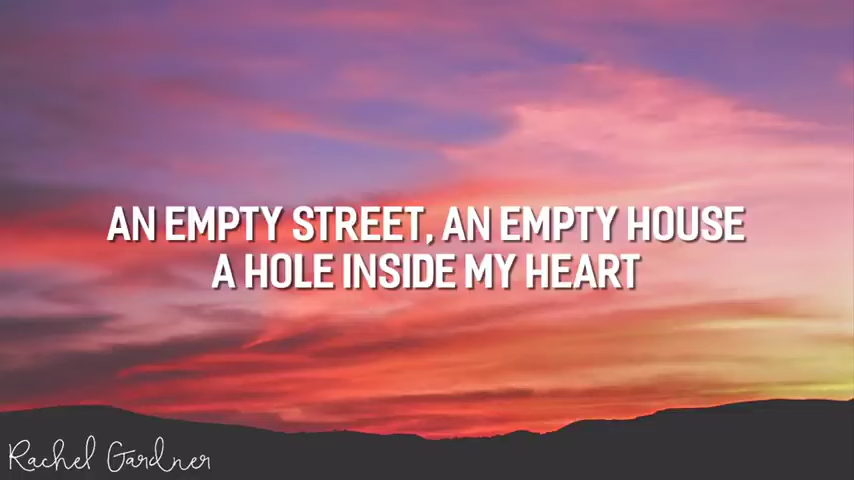 AN EMPTY STREET, AN EMPTY HOUSE
A HOLE INSIDE MY HEART
Rachel Gardner